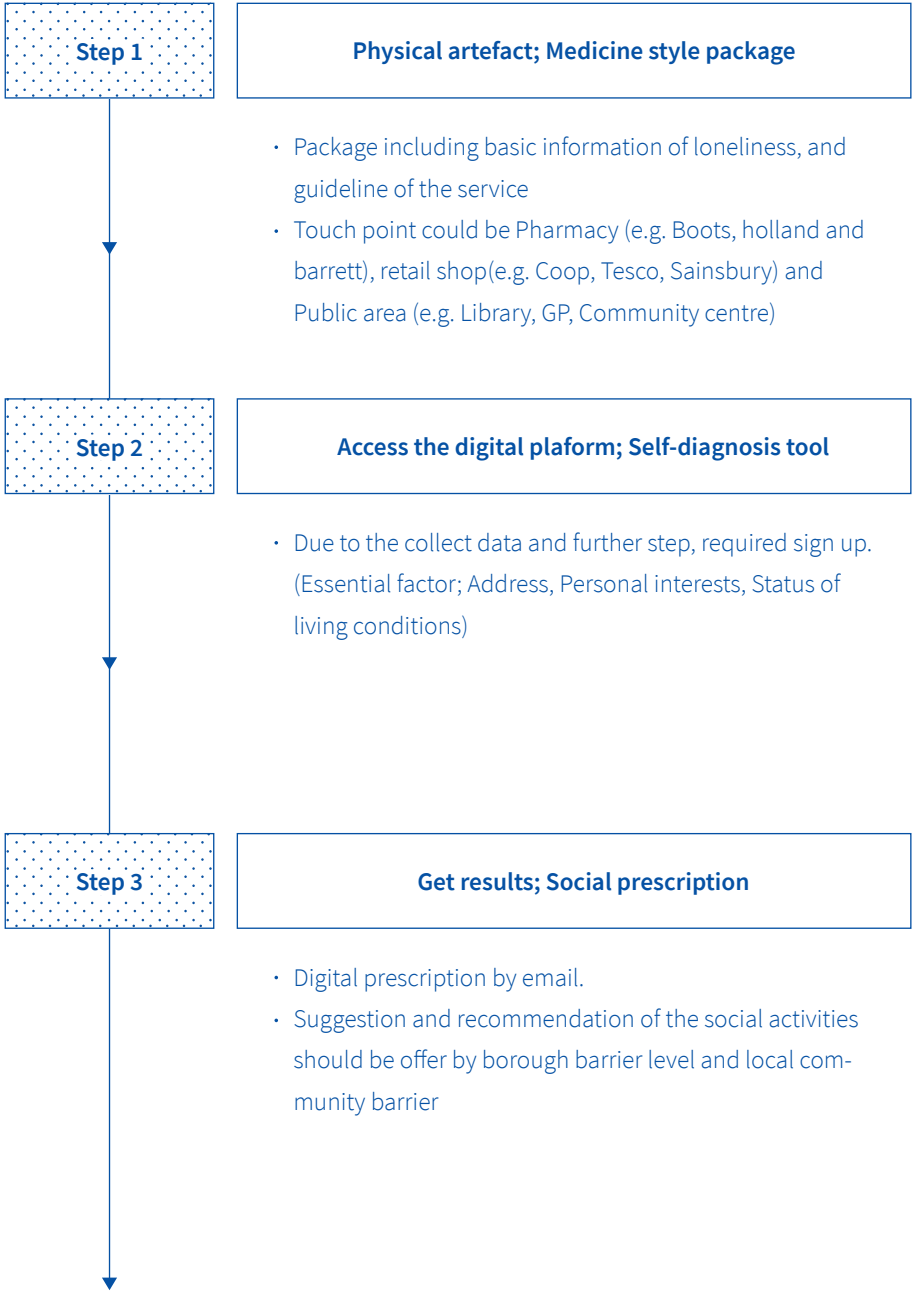 Step 1
Physical artefact; Medicine style package
· Package including basic information of loneliness, and
guideline of the service
· Touch point could be Pharmacy (e.g. Boots, holland and
barrett), retail shop(e.g. Coop, Tesco, Sainsbury) and
Public area (e.g. Library, GP, Community centre)
Step 2
Access the digital plaform; Self-diagnosis tool
· Due to the collect data and further step, required sign up.
(Essential factor; Address, Personal interests, Status of
living conditions)
Step 3
Get results; Social prescription
· Digital prescription by email.
· Suggestion and recommendation of the social activities
should be offer by borough barrier level and local com-
munity barrier